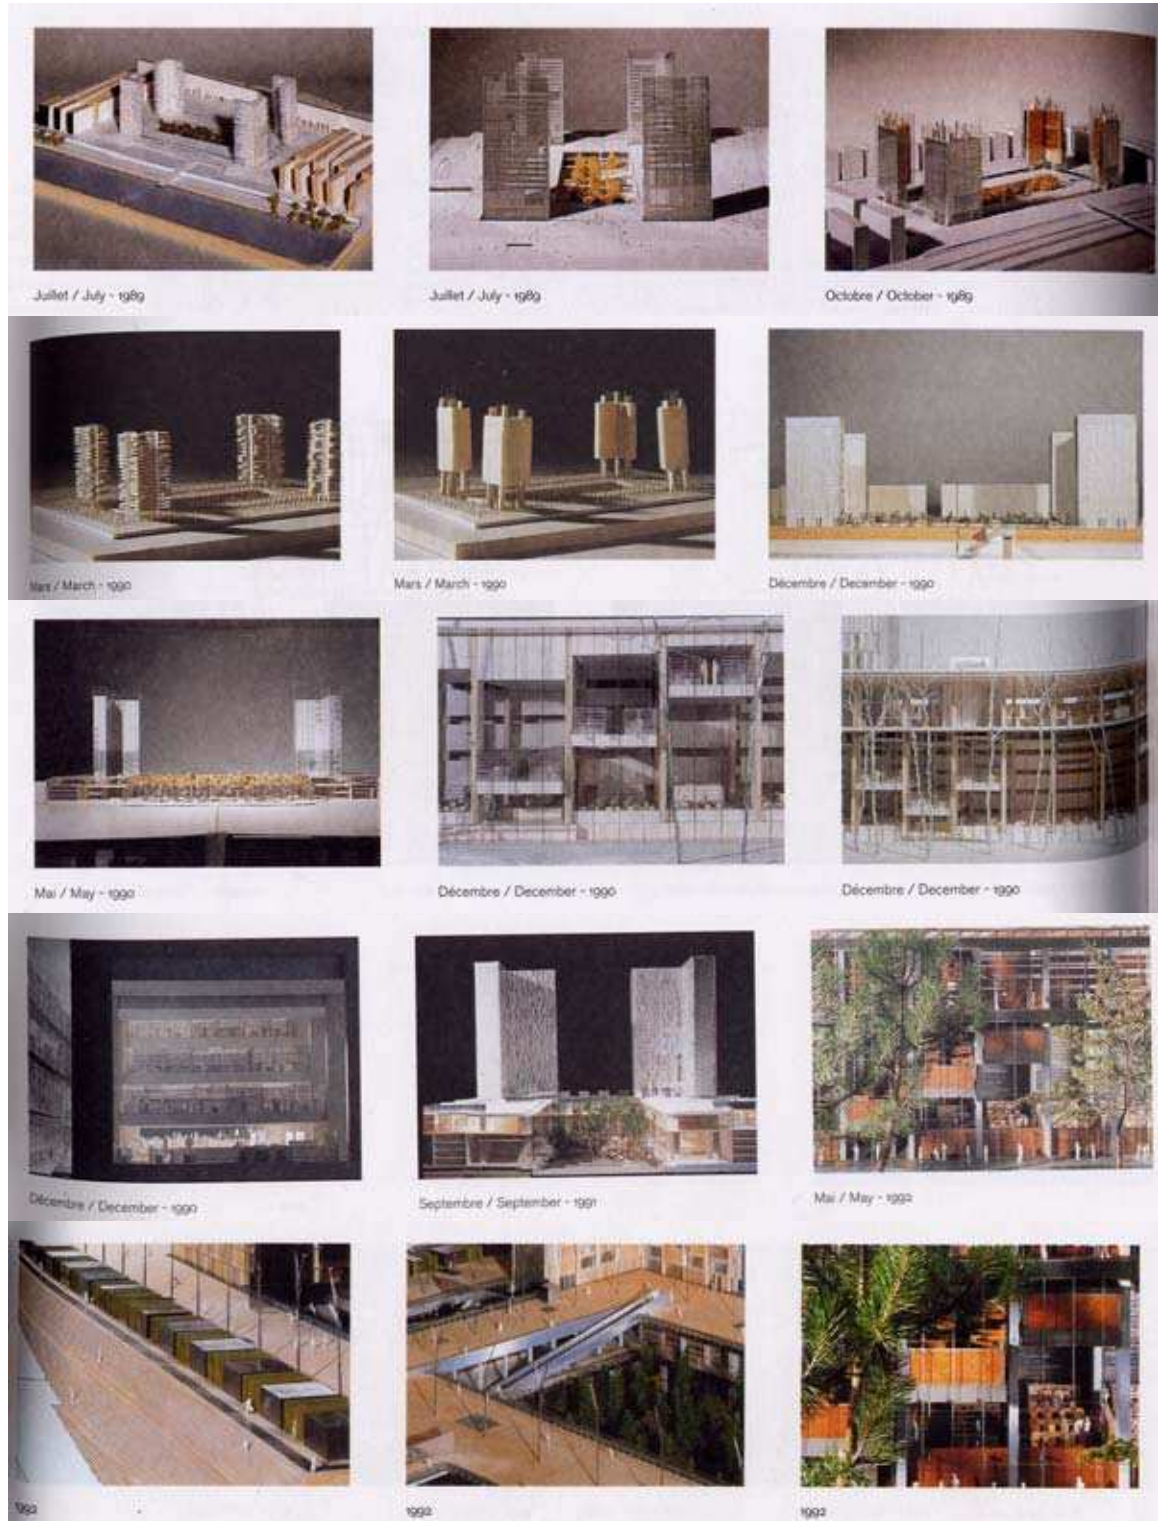 Juillet / July - 1989
Juillet / July - 1989
Octobre / October - 1989
Mars / March - 1990
Mars / March - 1990
Décembre / December - 1990
Mai / May - 1990
Décembre / December - 1990
Décembre / December - 1990
Décembre / December - 1990
Septembre / September - 1991
Mai / May - 1992
1992
1992
1992